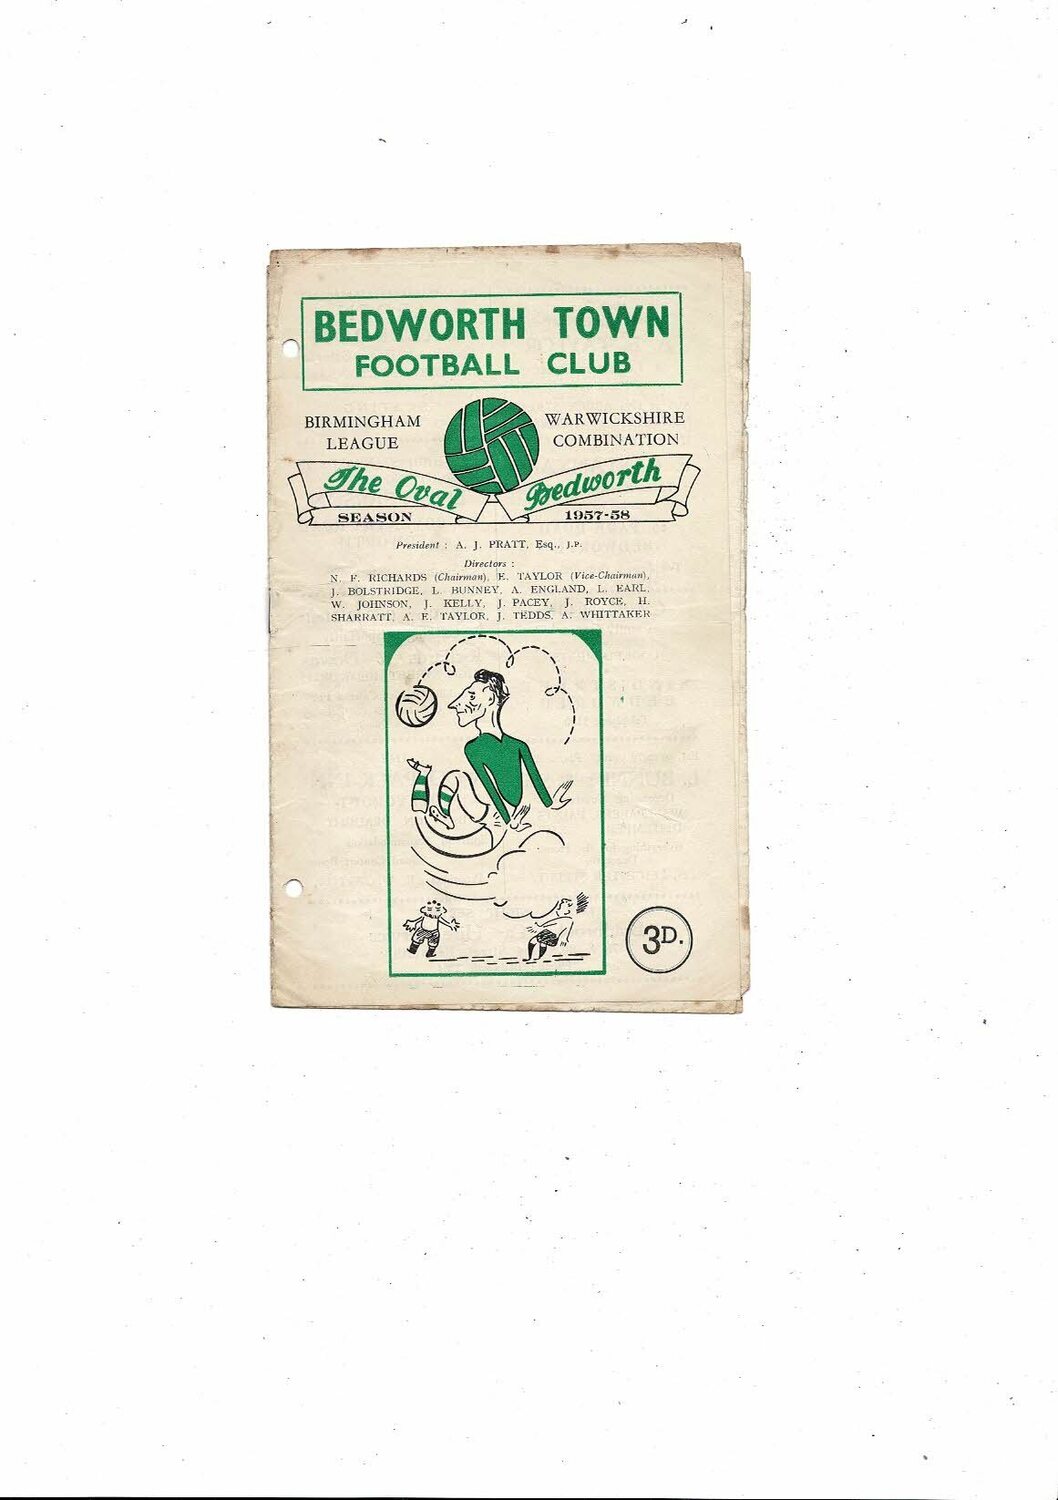 BEDWORTH TOWN
FOOTBALL CLUB
BIRMINGHAM
LEAGUE
WARWICKSHIRE
COMBINATION
The Oval Bedworth
SEASON 1957-58
President : A. J. PRATT, Esq., J.P.
Directors :
N. F. RICHARDS (Chairman), E. TAYLOR (Vice-Chairman),
J. BOLSTRIDGE, L. BUNNEY, A. ENGLAND, L. EARL,
W. JOHNSON, J. KELLY, J. PACEY, J. ROYCE, H.
SHARRATT, A. E. TAYLOR, J. TEDDS, A. WHITTAKER
3D.